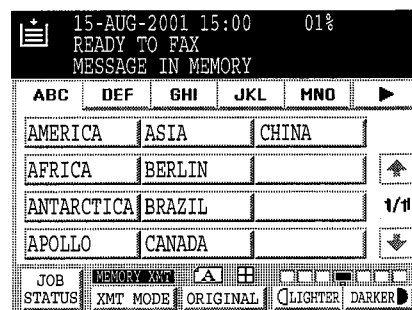 15-AUG-2001 15:00 01%
READY TO FAX
MESSAGE IN MEMORY
ABC DEF GHI JKL MNO
AMERICA ASIA CHINA
AFRICA BERLIN
ANTARCTICA BRAZIL 1/1
APOLLO CANADA
JOB STATUS MEMORY XMT A
XMT MODE ORIGINAL LIGHTER DARKER